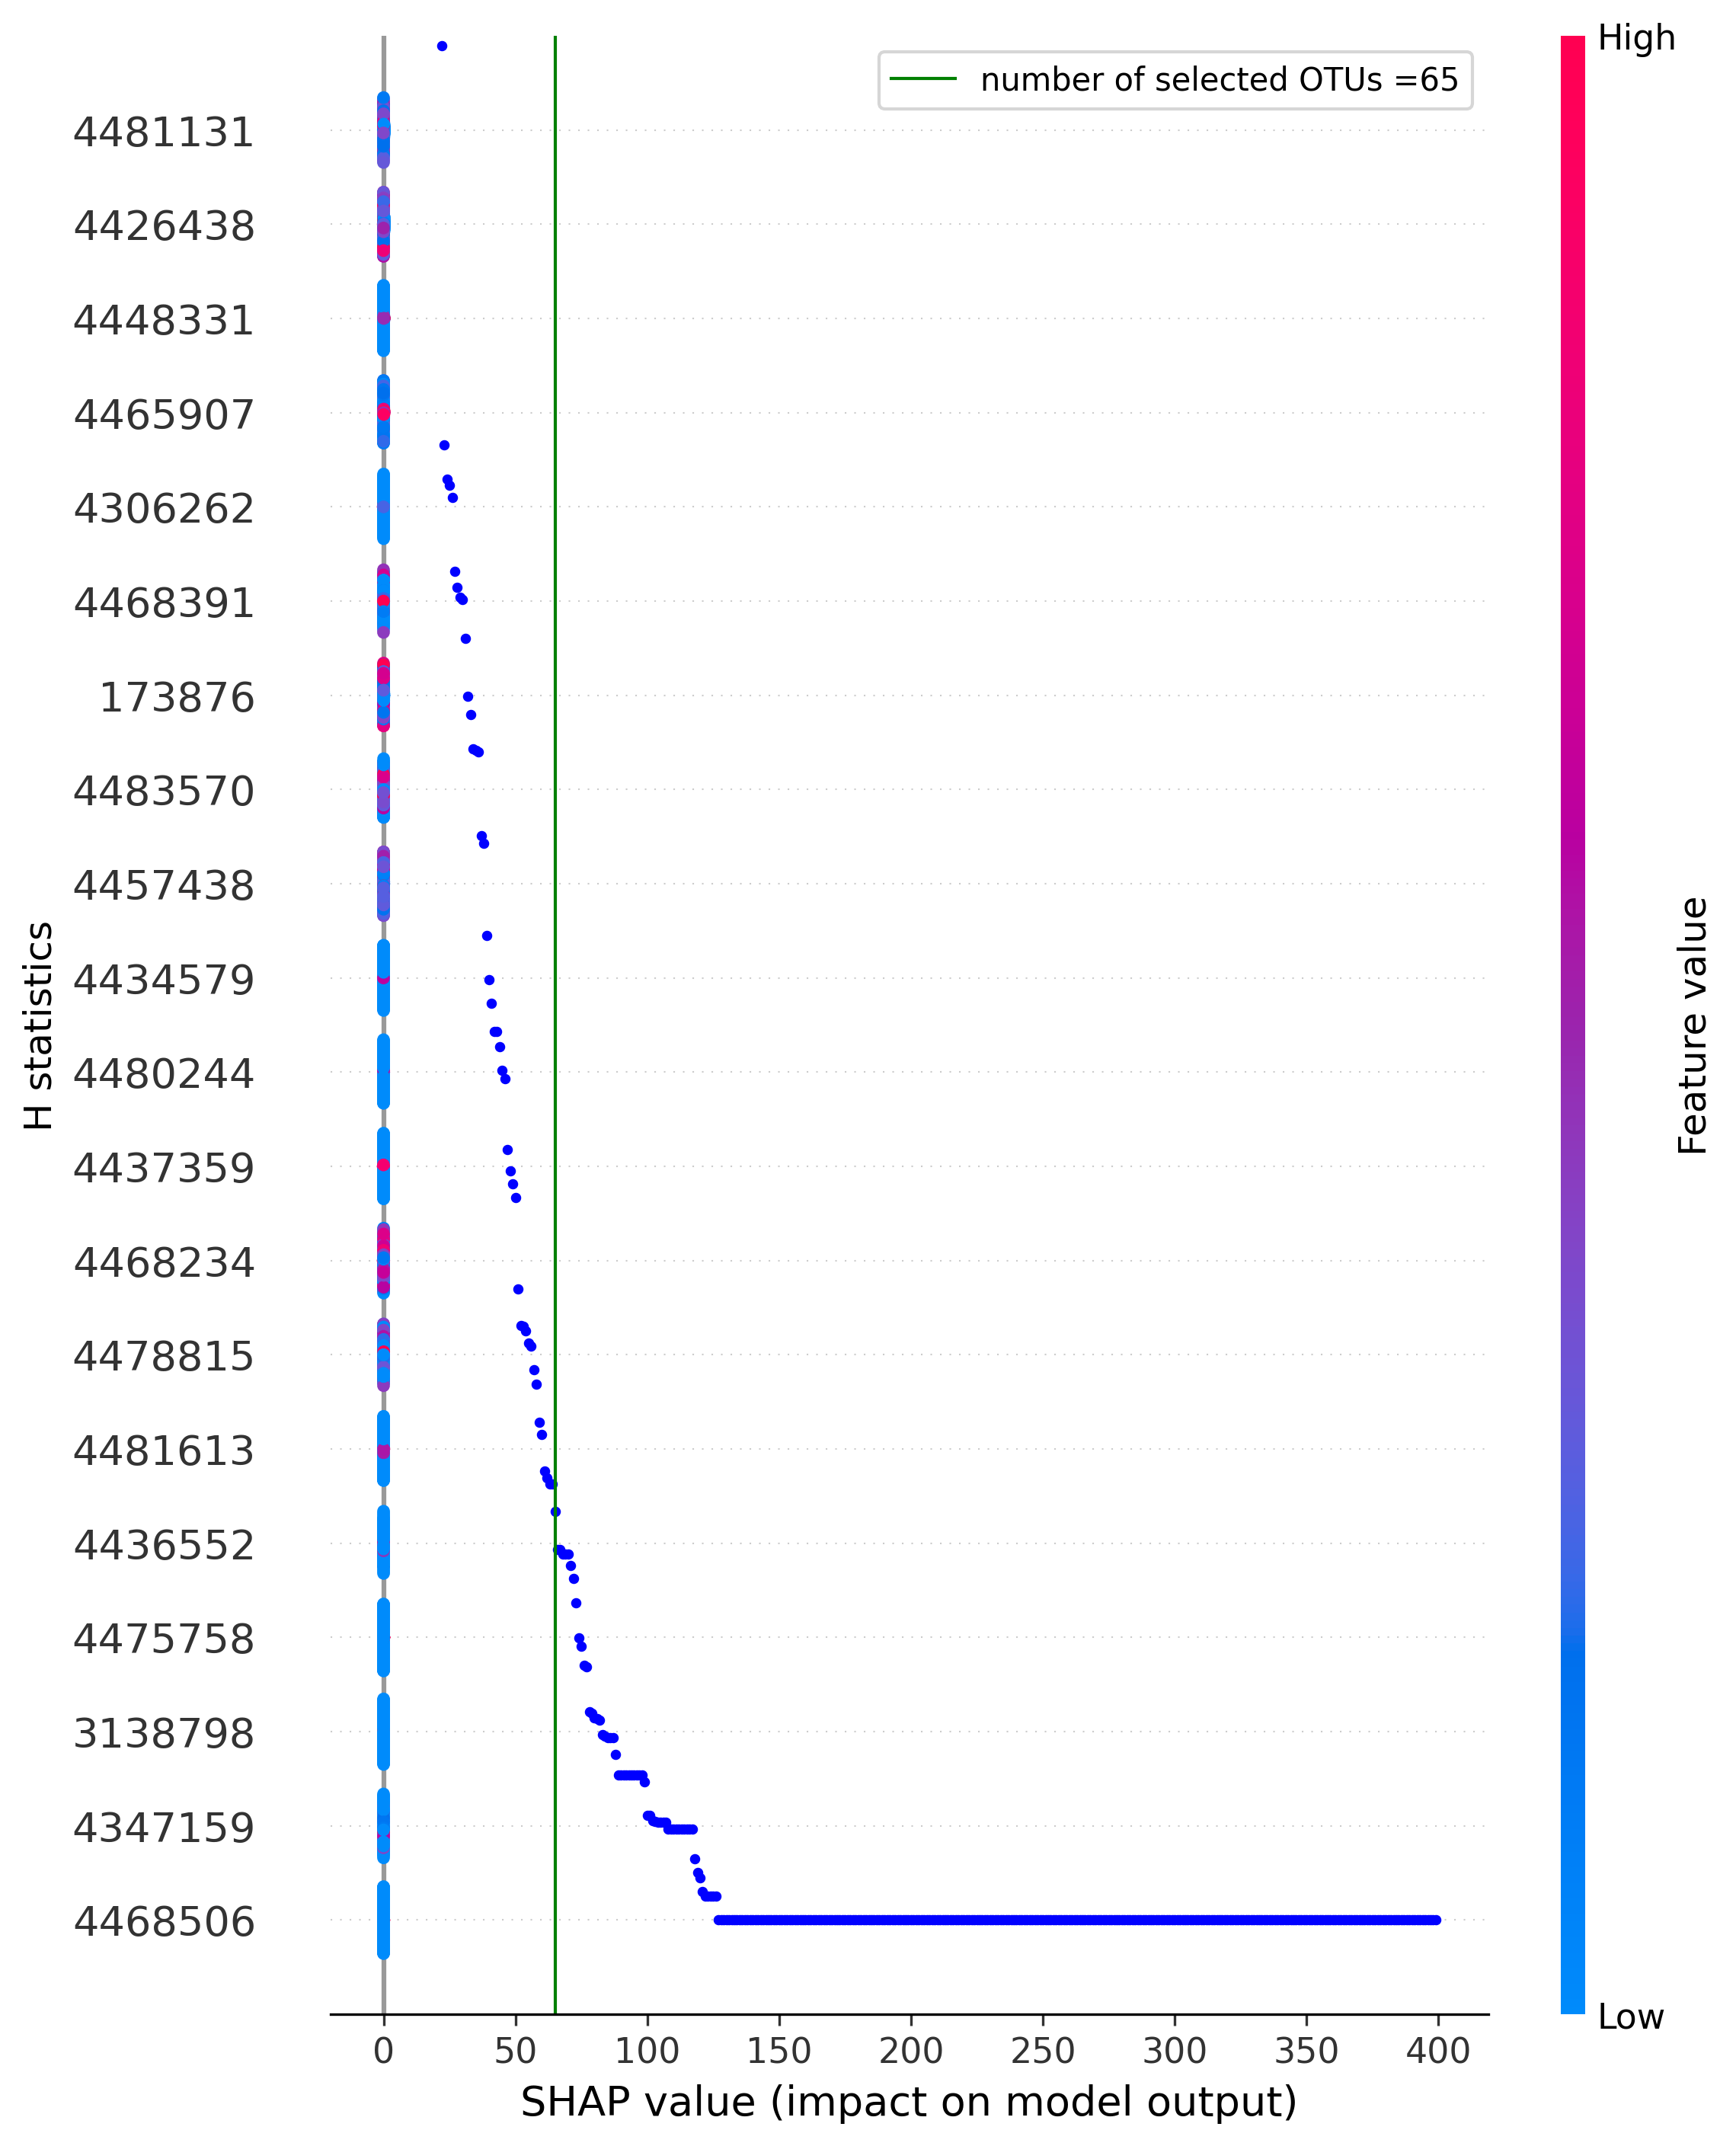 High
number of selected OTUs =65
4481131
4426438
4448331
4465907
4306262
4468391
173876
4483570
4457438
4434579
4480244
4437359
4468234
4478815
4481613
4436552
4475758
3138798
4347159
4468506
H statistics
Feature value
Low
0 50 100 150 200 250 300 350 400
SHAP value (impact on model output)